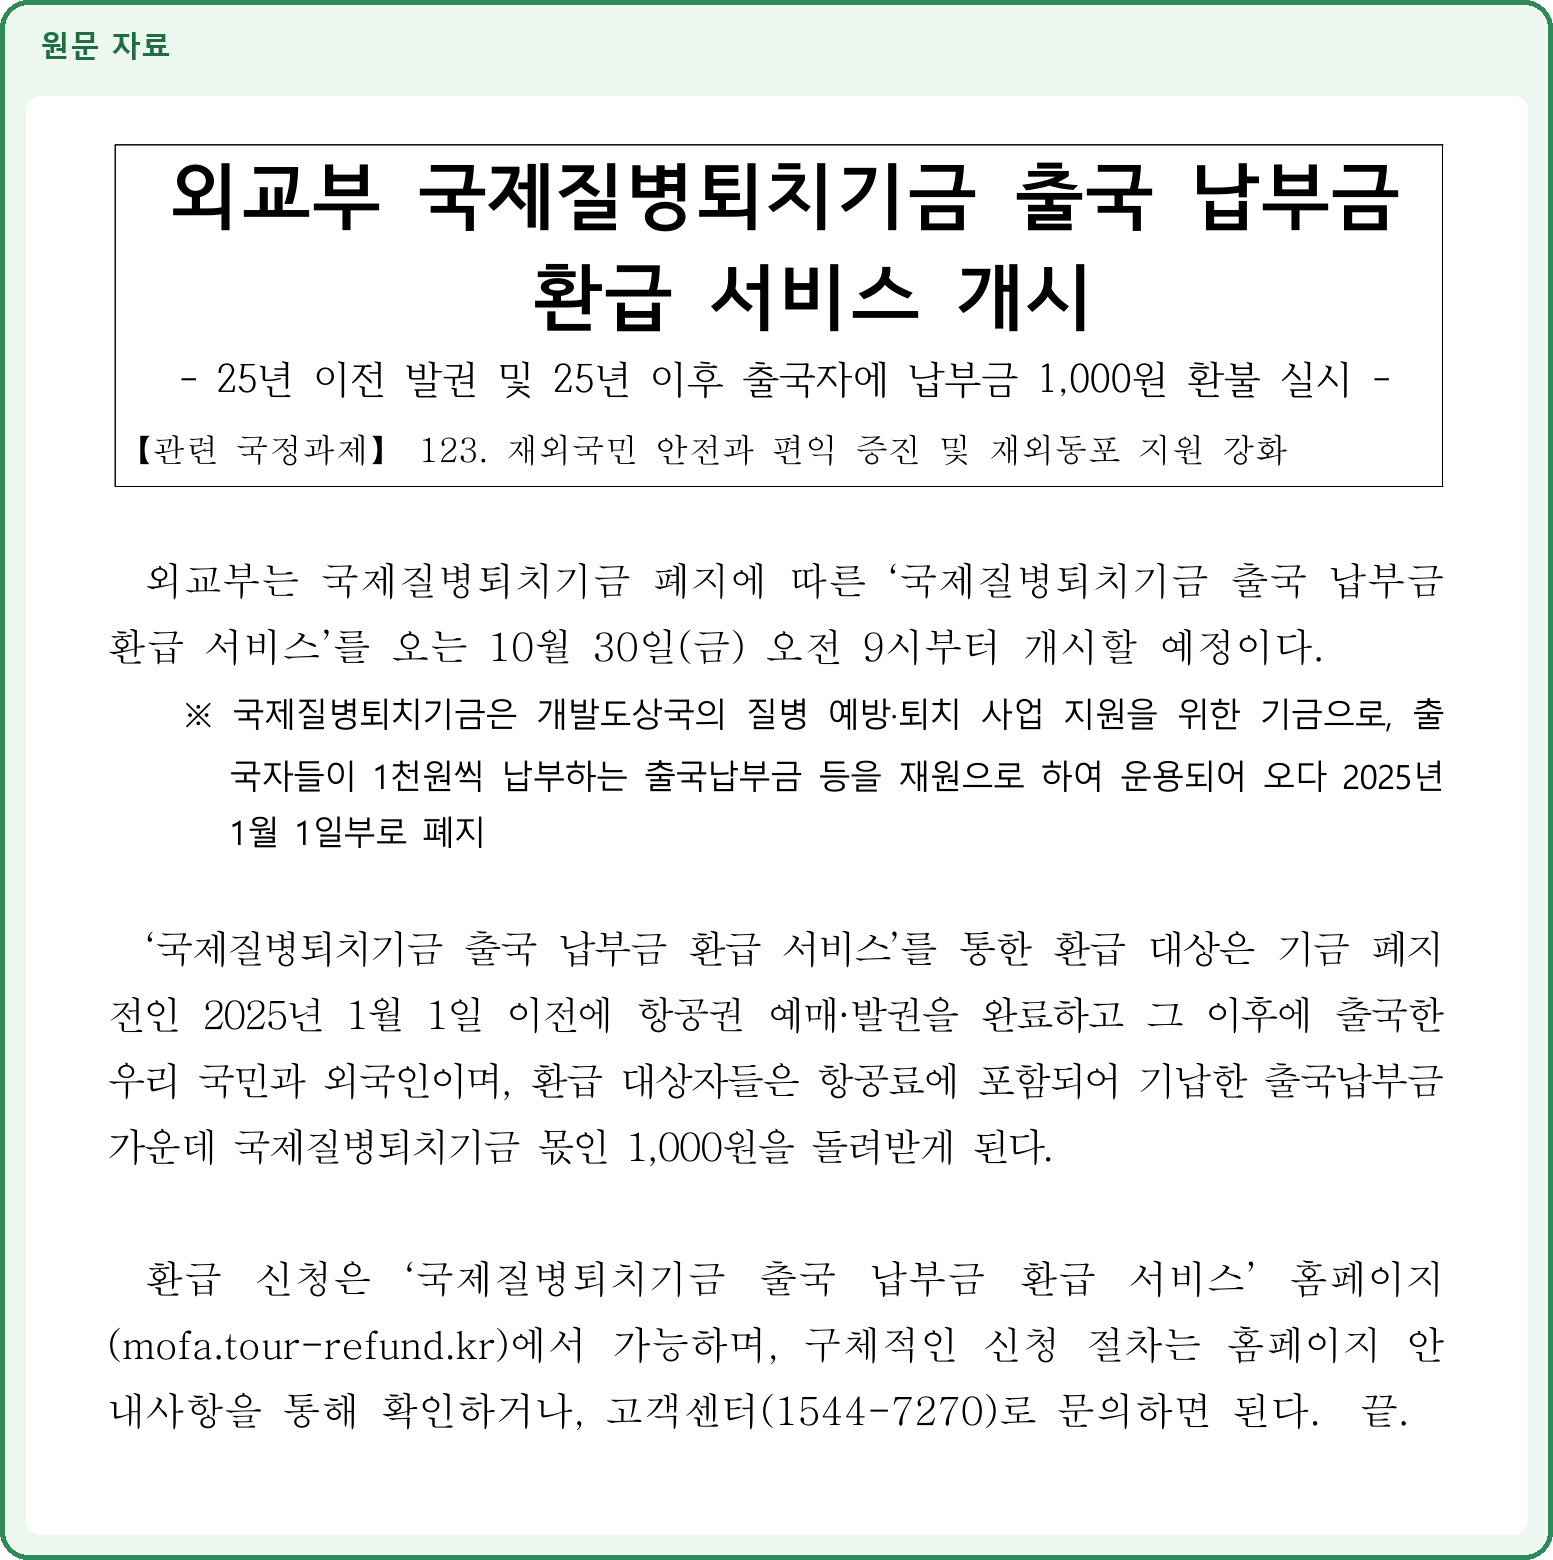 원문 자료
외교부 국제질병퇴치기금 출국 납부금
환급 서비스 개시
- 25년 이전 발권 및 25년 이후 출국자에 납부금 1,000원 환불 실시 -
【관련 국정과제】 123. 재외국민 안전과 편익 증진 및 재외동포 지원 강화
외교부는 국제질병퇴치기금 폐지에 따른 ‘국제질병퇴치기금 출국 납부금
환급 서비스’를 오는 10월 30일(금) 오전 9시부터 개시할 예정이다.
※ 국제질병퇴치기금은 개발도상국의 질병 예방·퇴치 사업 지원을 위한 기금으로, 출
국자들이 1천원씩 납부하는 출국납부금 등을 재원으로 하여 운용되어 오다 2025년
1월 1일부로 폐지
‘국제질병퇴치기금 출국 납부금 환급 서비스’를 통한 환급 대상은 기금 폐지
전인 2025년 1월 1일 이전에 항공권 예매·발권을 완료하고 그 이후에 출국한
우리 국민과 외국인이며, 환급 대상자들은 항공료에 포함되어 기납한 출국납부금
가운데 국제질병퇴치기금 몫인 1,000원을 돌려받게 된다.
환급 신청은 ‘국제질병퇴치기금 출국 납부금 환급 서비스’ 홈페이지
(mofa.tour-refund.kr)에서 가능하며, 구체적인 신청 절차는 홈페이지 안
내사항을 통해 확인하거나, 고객센터(1544-7270)로 문의하면 된다. 끝.